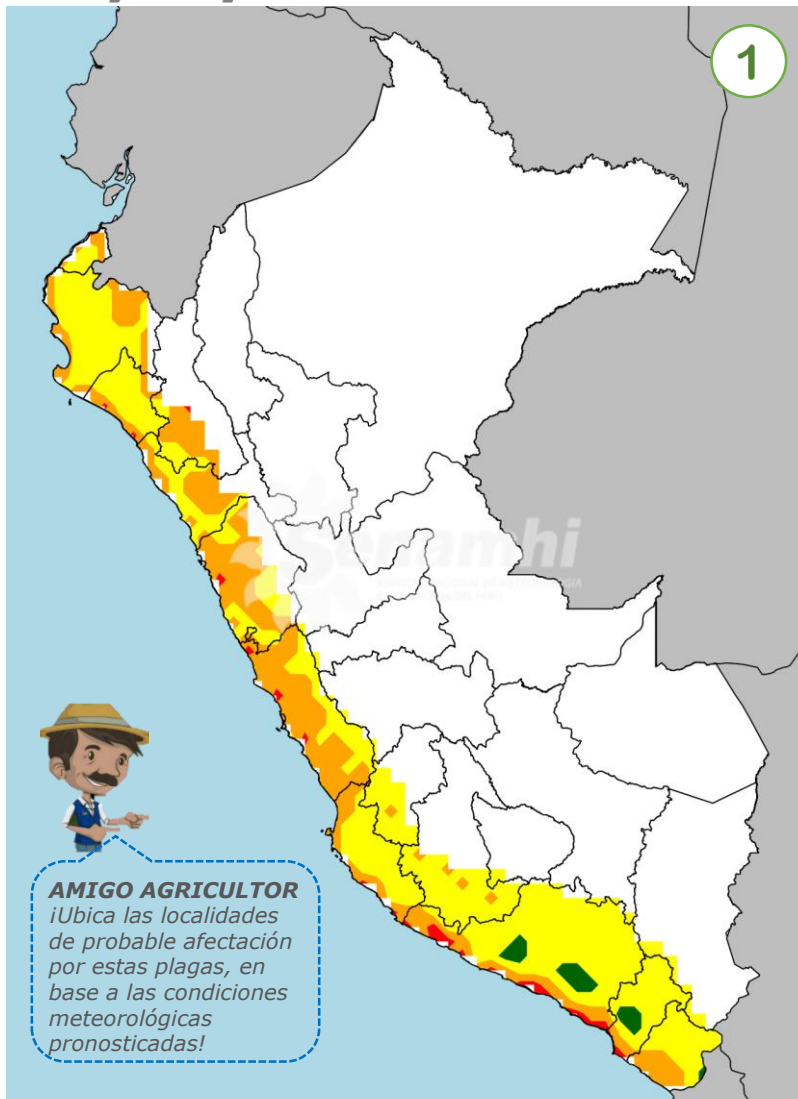 1
Senamhi
AMIGO AGRICULTOR
¡Ubica las localidades
de probable afectación
por estas plagas, en
base a las condiciones
meteorológicas
pronosticadas!